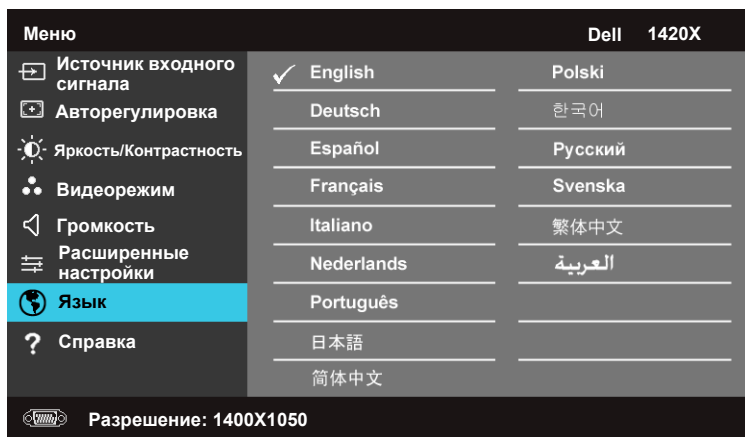 Меню
Dell 1420X
Источник входного
сигнала
Авторегулировка
Яркость/Контрастность
Видеорежим
Громкость
Расширенные
настройки
Язык
Справка
English
Deutsch
Español
Français
Italiano
Nederlands
Português
日本語
简体中文
Polski
한국어
Русский
Svenska
繁体中文
العربية
Разрешение: 1400X1050